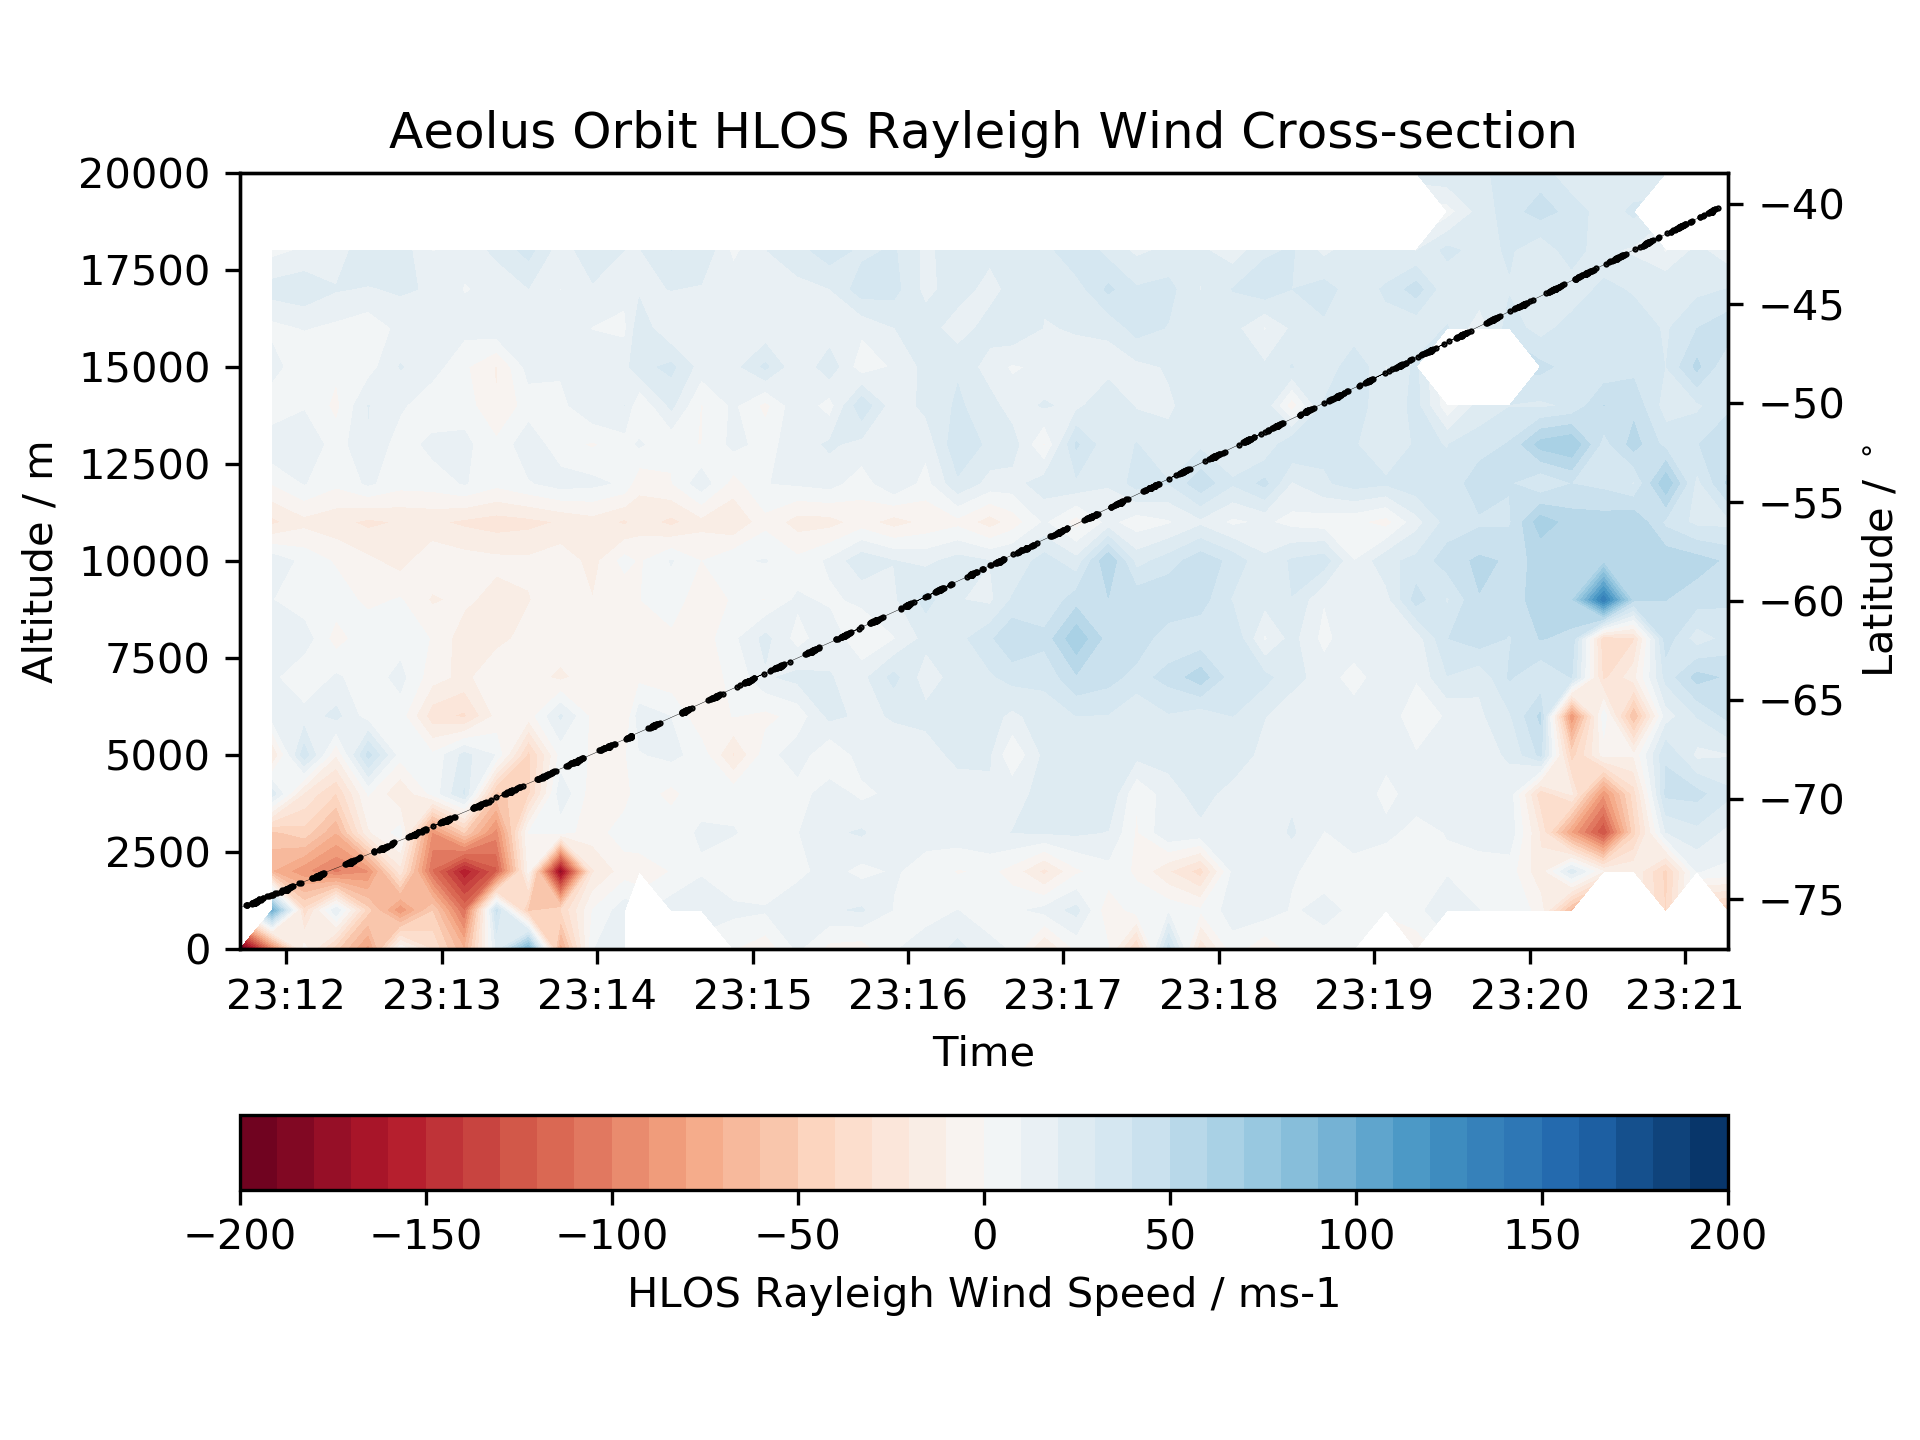 Aeolus Orbit HLOS Rayleigh Wind Cross-section
20000
17500
15000
12500
10000
7500
5000
2500
0
Altitude / m
−40
−45
−50
−55
−60
−65
−70
−75
Latitude / °
23:12 23:13 23:14 23:15 23:16 23:17 23:18 23:19 23:20 23:21
Time
−200 −150 −100 −50 0 50 100 150 200
HLOS Rayleigh Wind Speed / ms-1